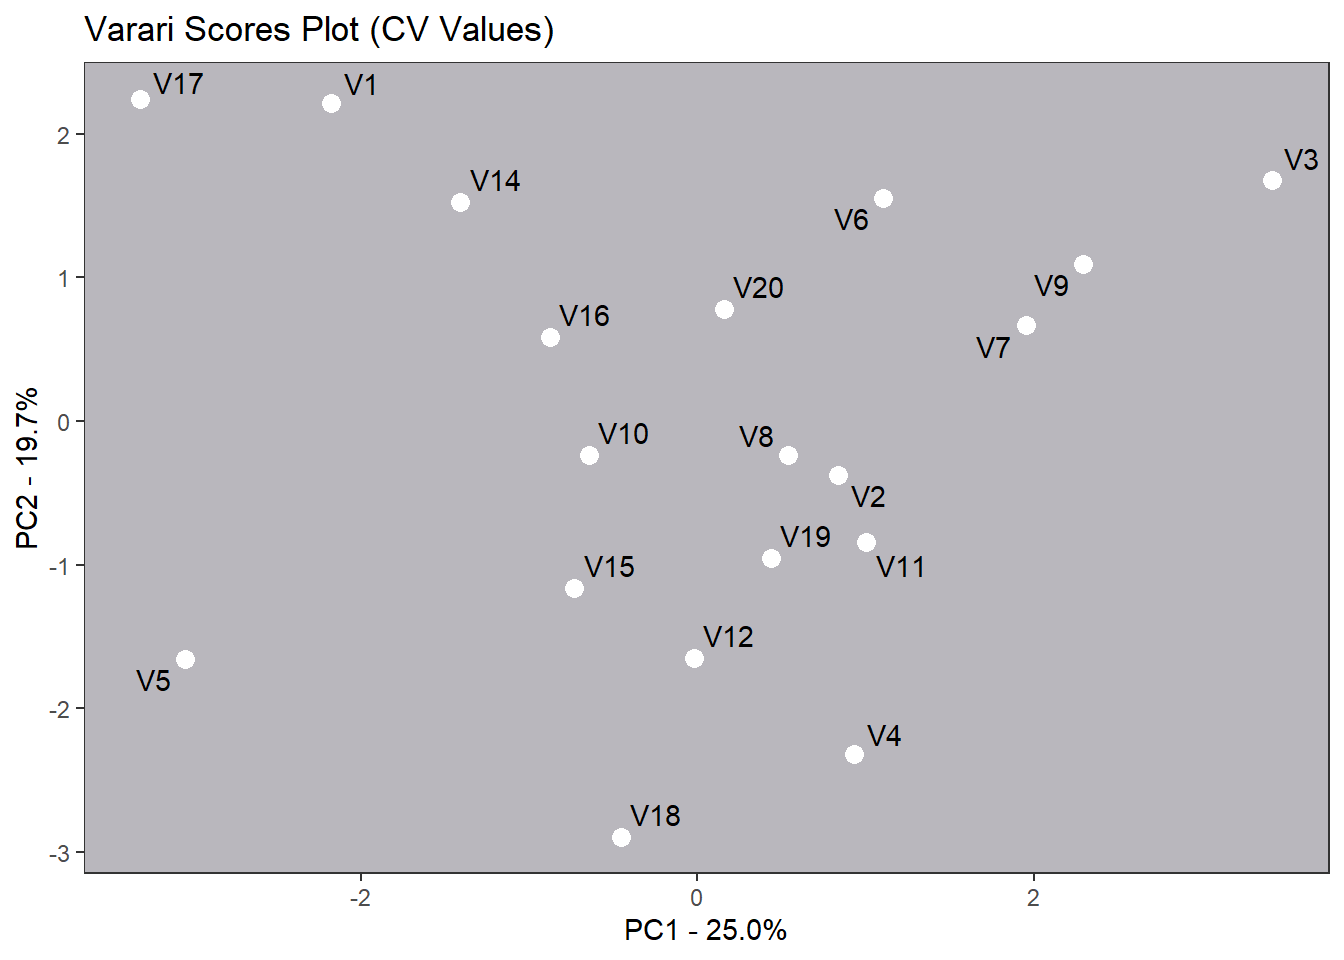 Varari Scores Plot (CV Values)
V17
V1
V3
V14
V6
V9
V20
V16
V7
V10
V8
V2
V19
V11
V15
V12
V5
V4
V18
2
1
0
-1
-2
-3
PC2 - 19.7%
-2
0
2
PC1 - 25.0%